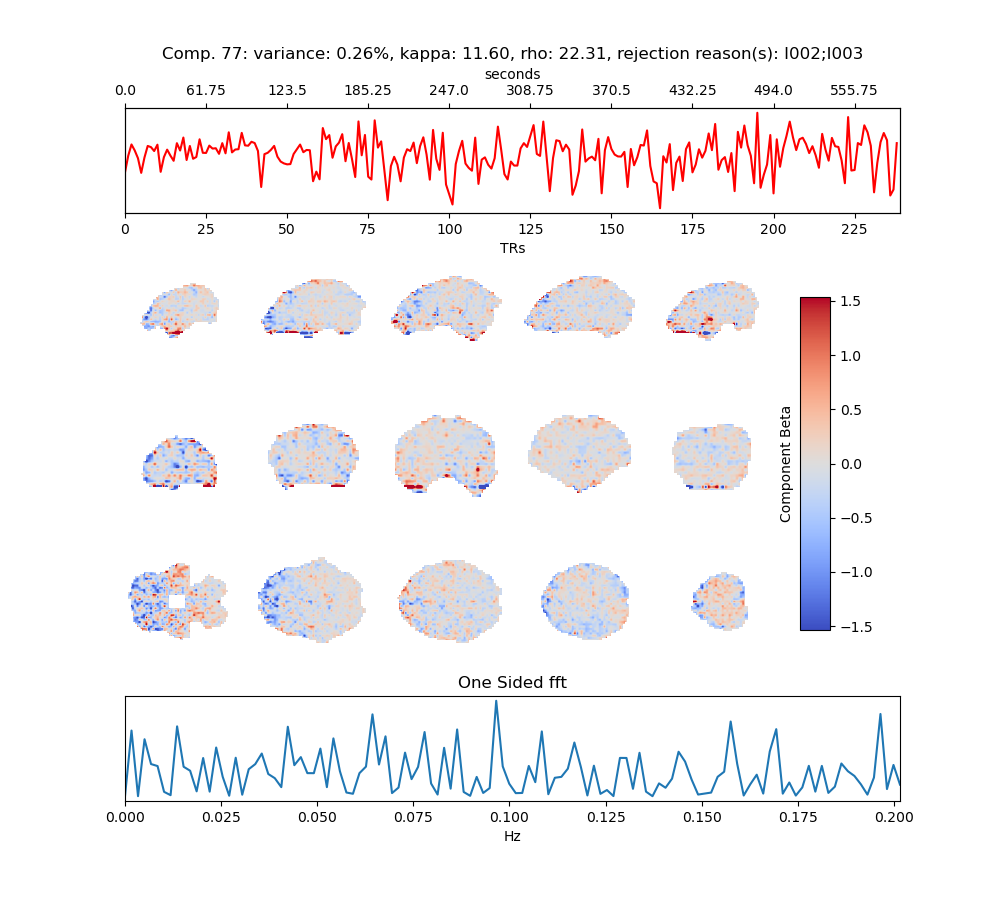 Comp. 77: variance: 0.26%, kappa: 11.60, rho: 22.31, rejection reason(s): I002;I003
seconds
0.0 61.75 123.5 185.25 247.0 308.75 370.5 432.25 494.0 555.75
0 25 50 75 100 125 150 175 200 225
TRs
1.5
1.0
0.5
0.0
−0.5
−1.0
−1.5
Component Beta
One Sided fft
0.000 0.025 0.050 0.075 0.100 0.125 0.150 0.175 0.200
Hz